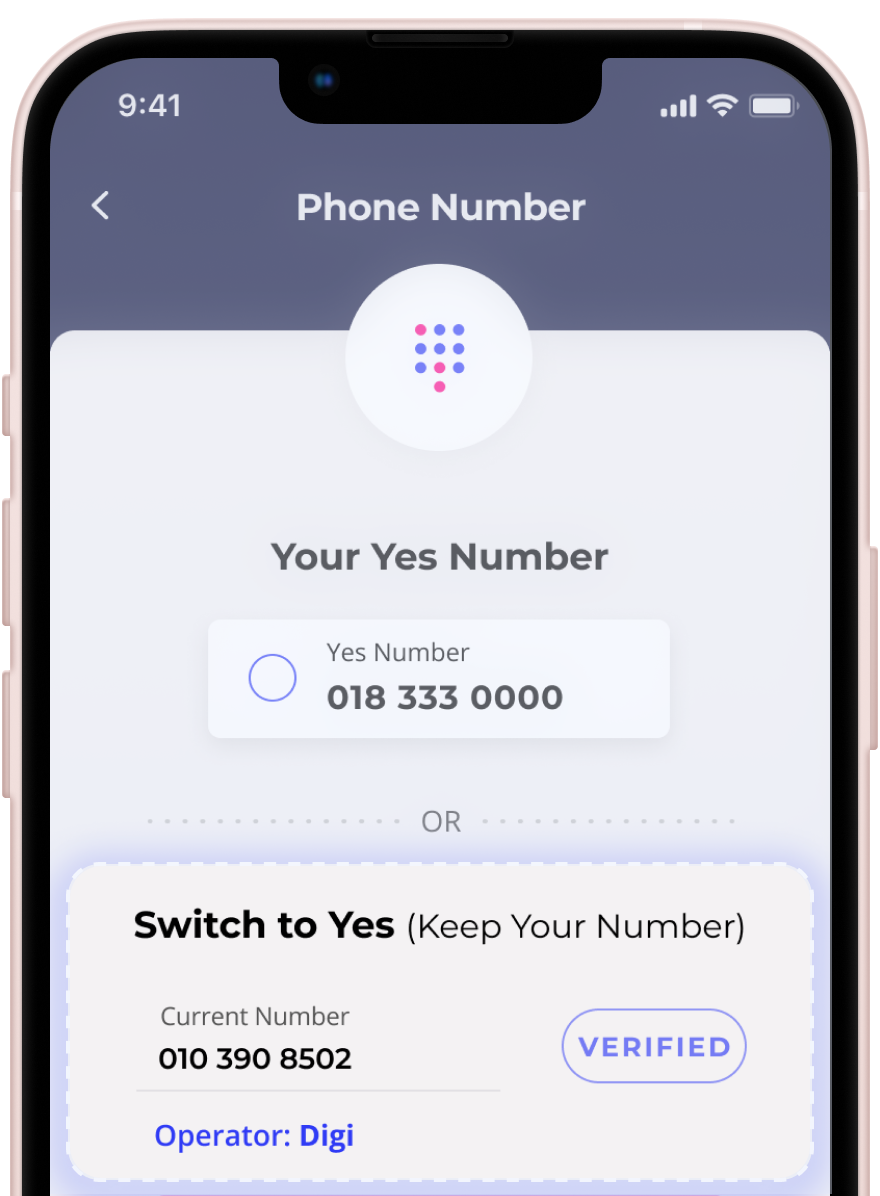 9:41
Phone Number
Your Yes Number
Yes Number
018 333 0000
OR
Switch to Yes (Keep Your Number)
Current Number
010 390 8502
VERIFIED
Operator: Digi